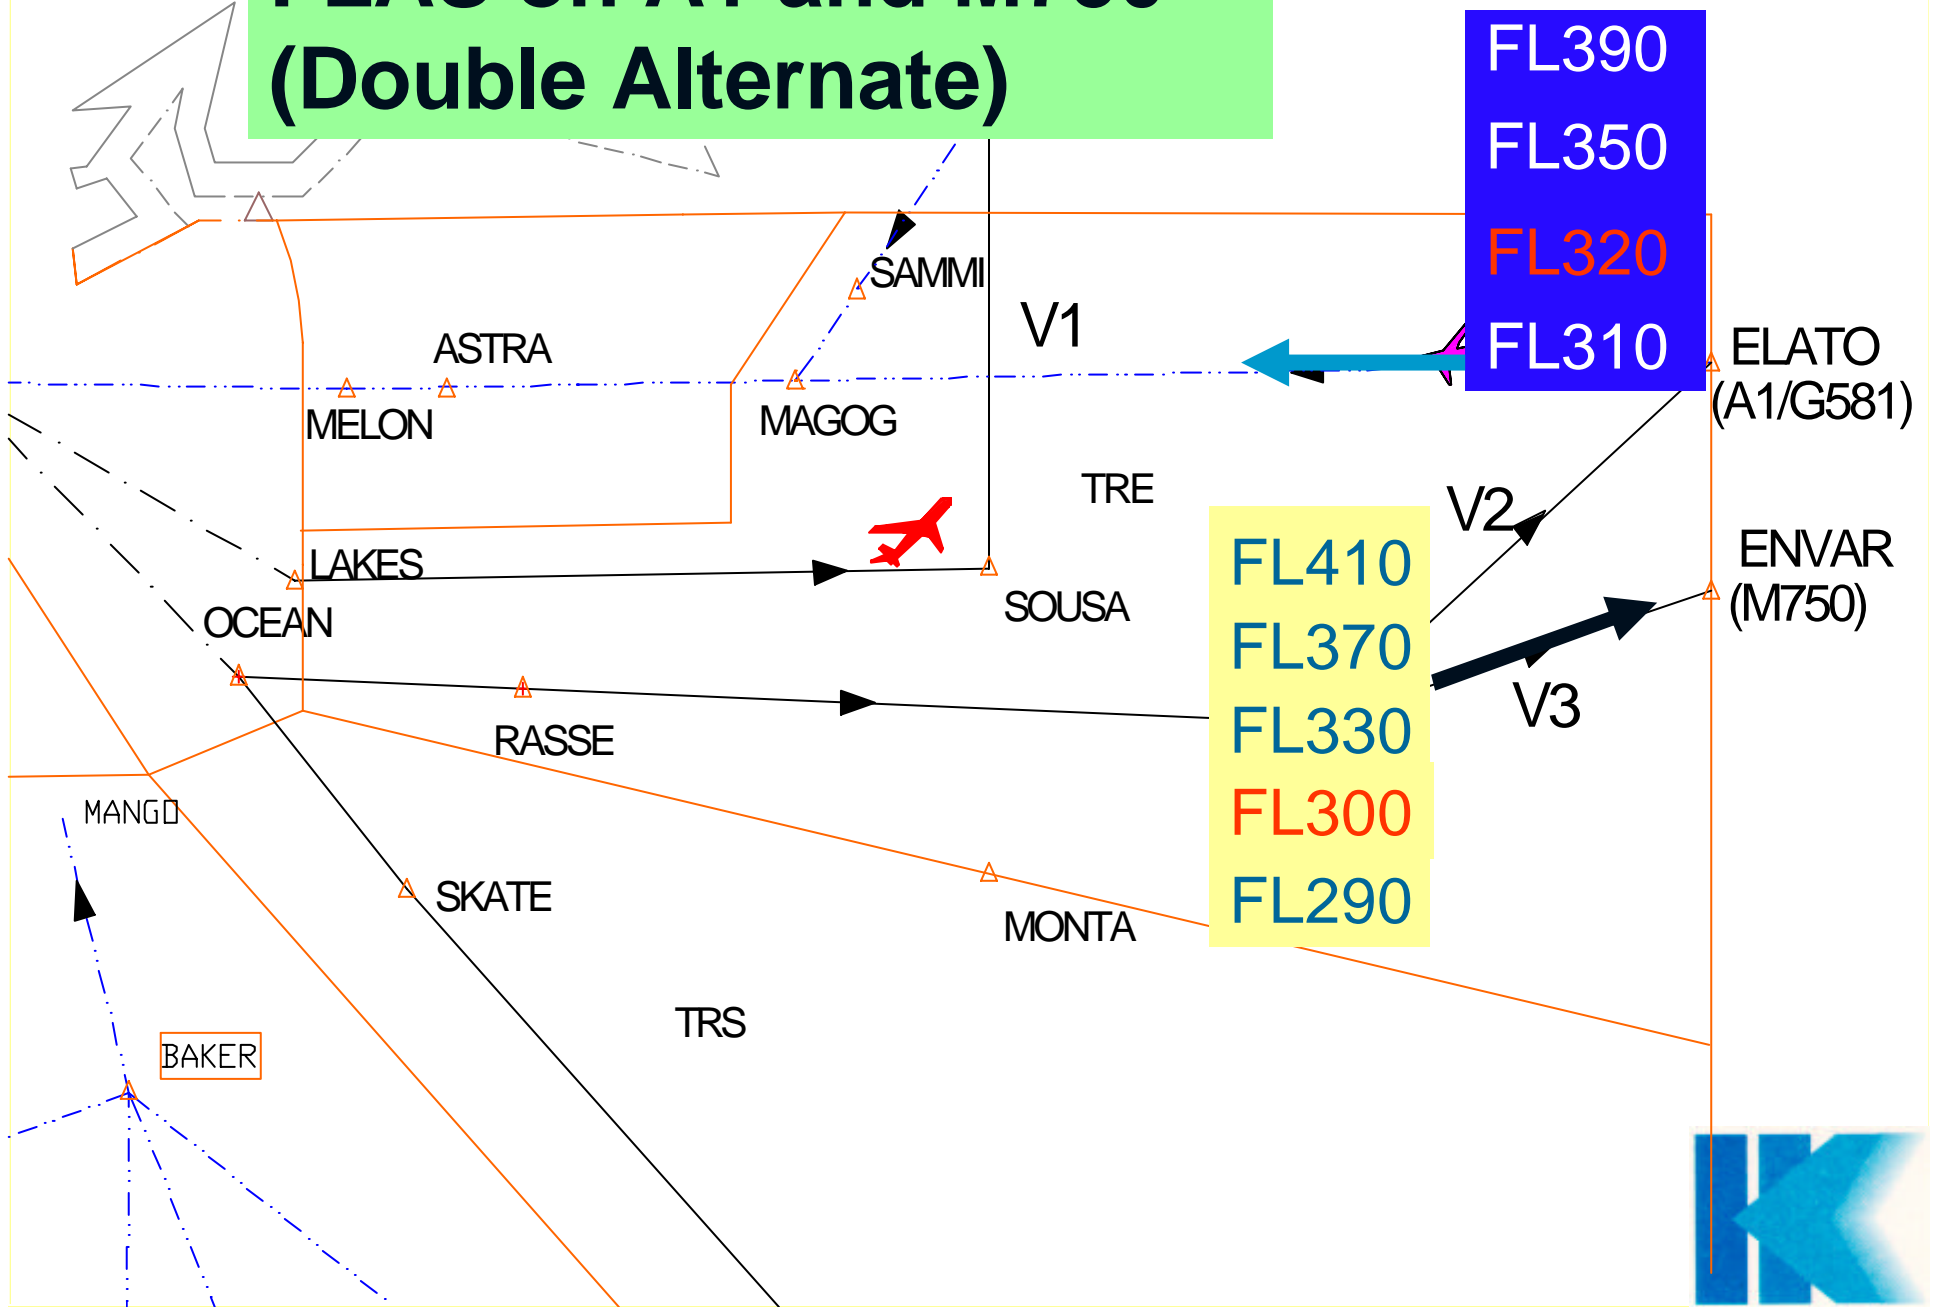 (Double Alternate)
FL390
FL350
FL320
FL310
SAMMI
V1
ASTRA
ELATO
(A1/G581)
MELON
MAGOG
TRE
V2
ENVAR
(M750)
LAKES
SOUSA
OCEAN
FL410
FL370
FL330
FL300
FL290
V3
RASSE
MANGO
SKATE
MONTA
TRS
BAKER